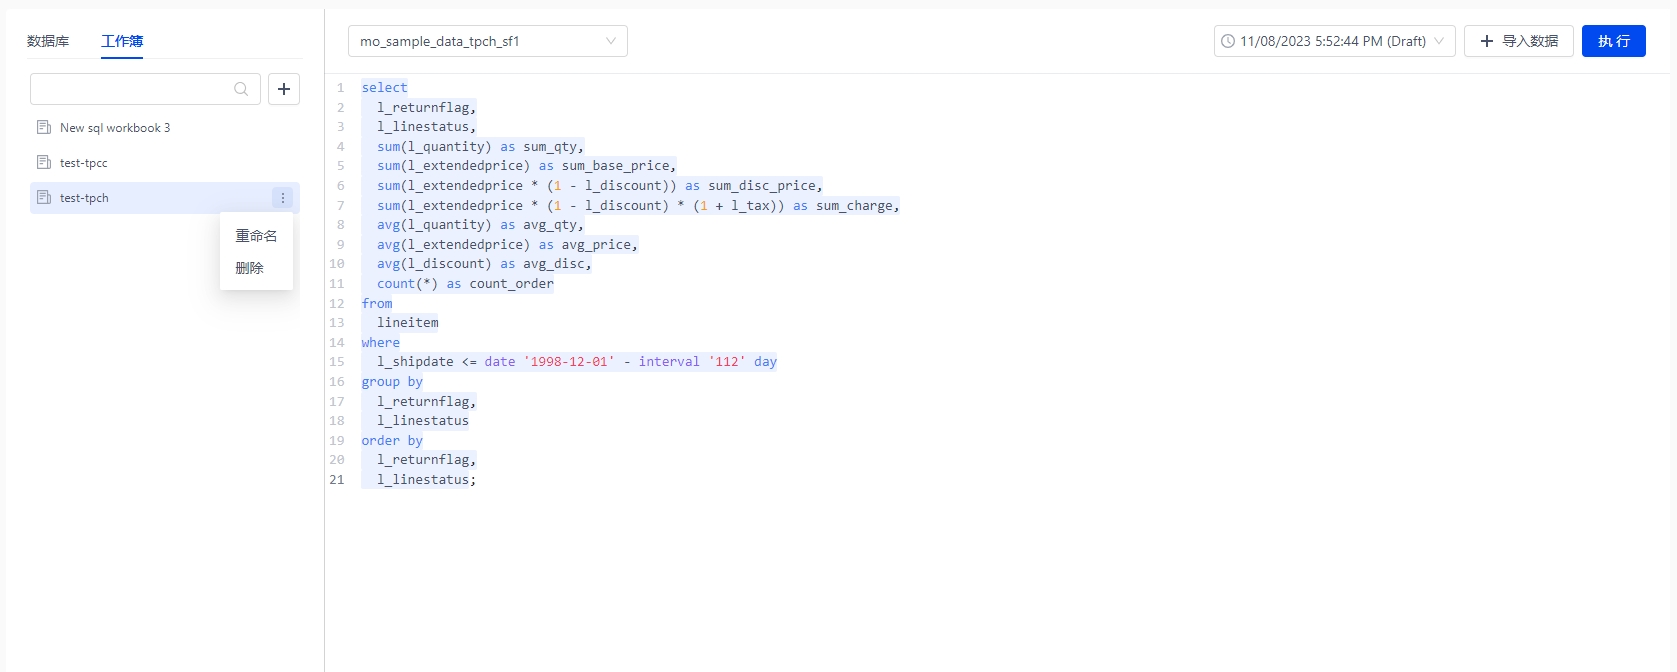 数据库 工作簿
New sql workbook 3
test-tpcc
test-tpch
重命名
删除
mo_sample_data_tpch_sf1
11/08/2023 5:52:44 PM (Draft)
导入数据
执行
1 select
2   l_returnflag,
3   l_linestatus,
4   sum(l_quantity) as sum_qty,
5   sum(l_extendedprice) as sum_base_price,
6   sum(l_extendedprice * (1 - l_discount)) as sum_disc_price,
7   sum(l_extendedprice * (1 - l_discount) * (1 + l_tax)) as sum_charge,
8   avg(l_quantity) as avg_qty,
9   avg(l_extendedprice) as avg_price,
10   avg(l_discount) as avg_disc,
11   count(*) as count_order
12 from
13   lineitem
14 where
15   l_shipdate <= date '1998-12-01' - interval '112' day
16 group by
17   l_returnflag,
18   l_linestatus
19 order by
20   l_returnflag,
21   l_linestatus;